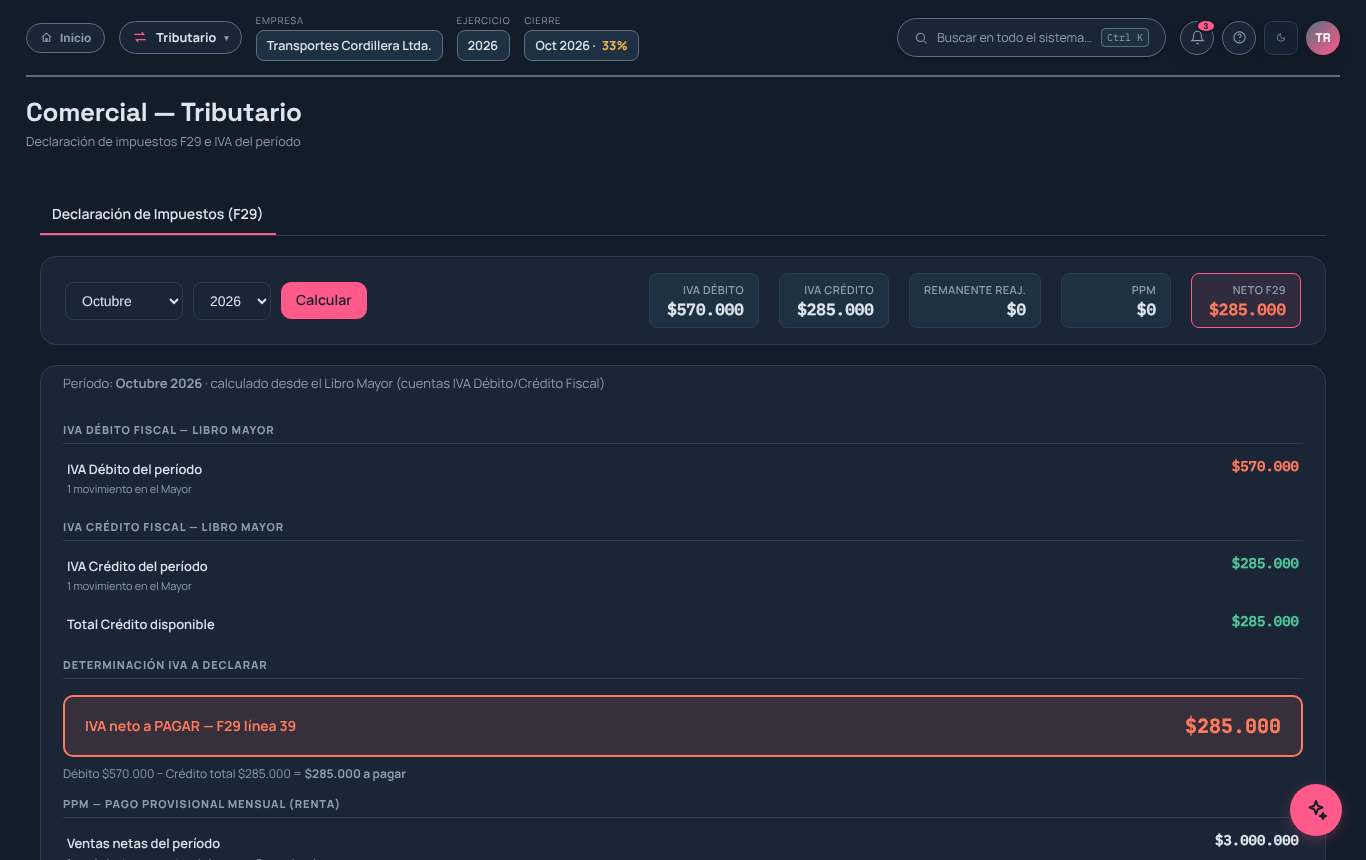 Inicio
Tributario
EMPRESA
Transportes Cordillera Ltda.
EJERCICIO
2026
CIERRE
Oct 2026 · 33%
Buscar en todo el sistema...
Ctrl K
3
TR
Comercial — Tributario
Declaración de impuestos F29 e IVA del período
Declaración de Impuestos (F29)
Octubre
2026
Calcular
IVA DÉBITO
$570.000
IVA CRÉDITO
$285.000
REMANENTE REAJ.
$0
PPM
$0
NETO F29
$285.000
Período: Octubre 2026 · calculado desde el Libro Mayor (cuentas IVA Débito/Crédito Fiscal)
IVA DÉBITO FISCAL — LIBRO MAYOR
IVA Débito del período $570.000
1 movimiento en el Mayor
IVA CRÉDITO FISCAL — LIBRO MAYOR
IVA Crédito del período $285.000
1 movimiento en el Mayor
Total Crédito disponible $285.000
DETERMINACIÓN IVA A DECLARAR
IVA neto a PAGAR — F29 línea 39 $285.000
Débito $570.000 − Crédito total $285.000 = $285.000 a pagar
PPM — PAGO PROVISIONAL MENSUAL (RENTA)
Ventas netas del período $3.000.000